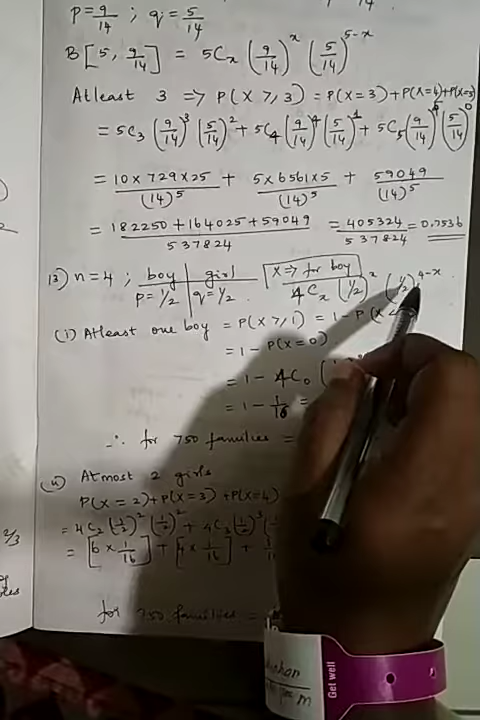 P=9/14 ; q=5/14
B[5, 9/14] = 5Cx (9/14)^x (5/14)^5-x
Atleast 3 => P(X>,3) = P(X=3)+P(X=4)+P(X=5)
= 5C3 (9/14)^3 (5/14)^2 + 5C4 (9/14)^4 (5/14)^1 + 5C5 (9/14)^5 (5/14)^0
= 10×729×25/(14)^5 + 5×6561×5/(14)^5 + 59049/(14)^5
= 182250+164025+59049/537824 = 405324/537824 = 0.7536
13) n=4 ; boy girl X=> for boy
P=1/2 q=1/2 4Cx (1/2)^x (1/2)^4-x
(i) Atleast one boy = P(X>,1) = 1-P(X<
= 1-P(X=0)
= 1-4C0 (
= 1-1/16 =
∴ for 750 families =
(ii) Atmost 2 girls
P(X=2)+P(X=3)+P(X=4)
= 4C2 (1/2)^2 (1/2)^2 + 4C3 (1/2)^3 (
= [6×1/16] + [4×1/16] +
for 750 families =
2/3
Get well